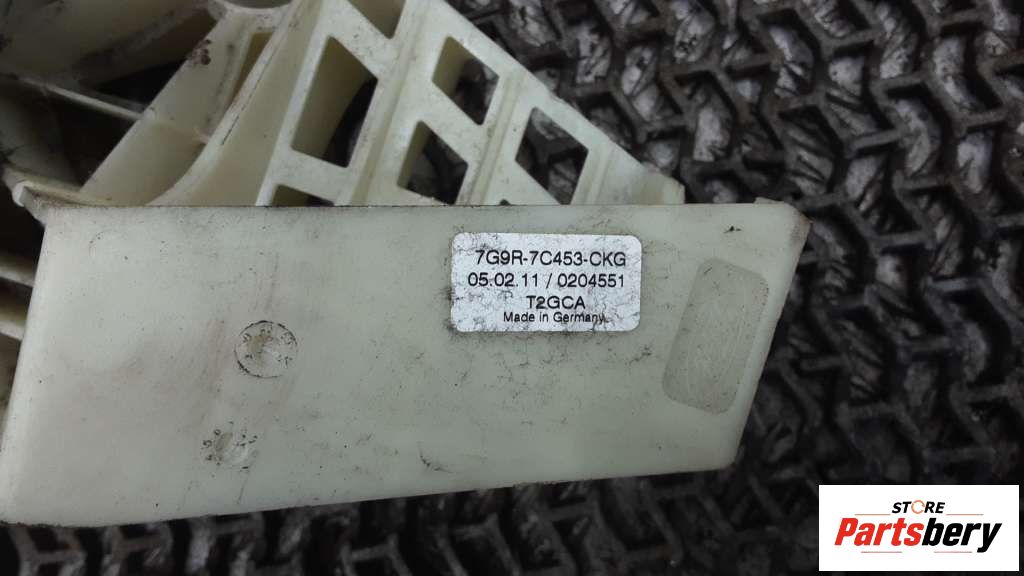 7G9R-7C453-CKG
05.02.11 / 0204551
T2GCA
Made in Germany
STORE
Partsbery